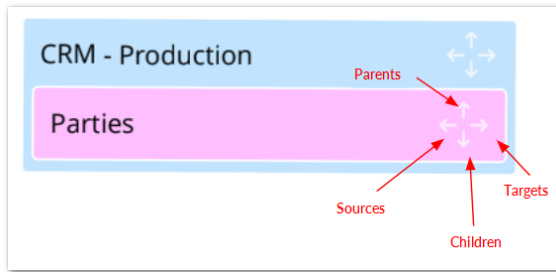 CRM - Production
Parents
Parties
Targets
Sources
Children